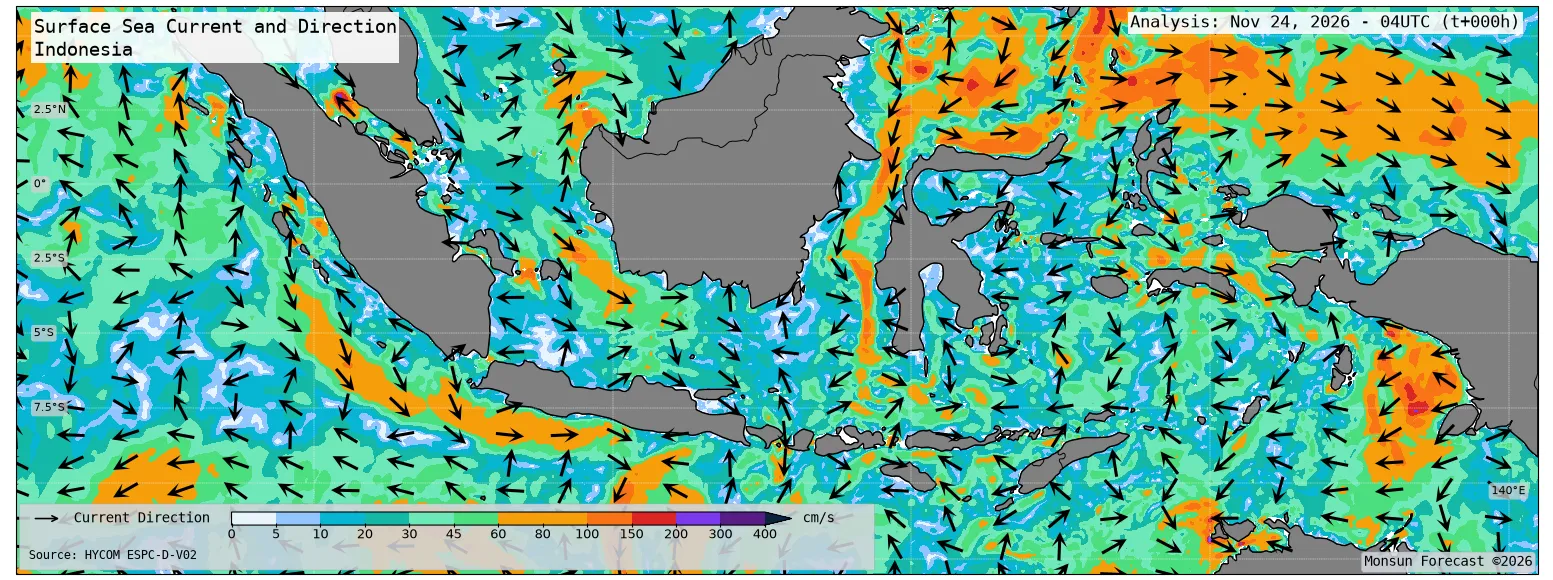 Surface Sea Current and Direction
Indonesia
Analysis: Nov 24, 2026 - 04UTC (t+000h)
2.5°N
0°
2.5°S
5°S
7.5°S
140°E
Current Direction
0 5 10 20 30 45 60 80 100 150 200 300 400 cm/s
Source: HYCOM ESPC-D-V02
Monsun Forecast ©2026